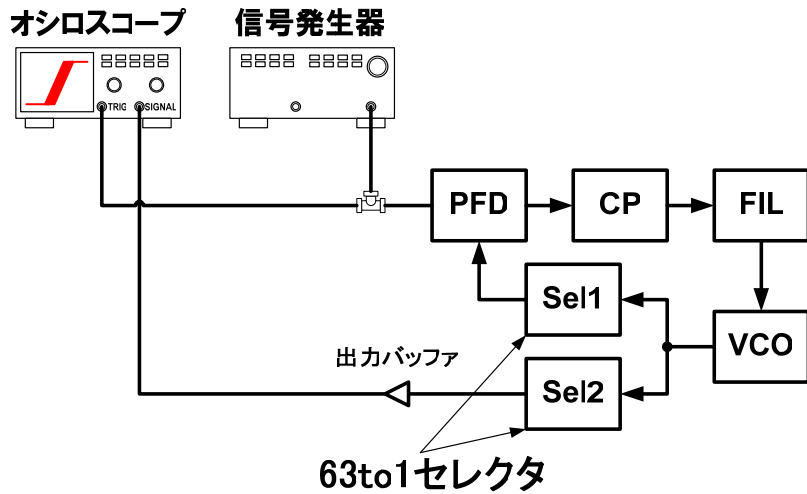 オシロスコープ
信号発生器
TRIG
SIGNAL
PFD
CP
FIL
Sel1
VCO
出力バッファ
Sel2
63to1セレクタ